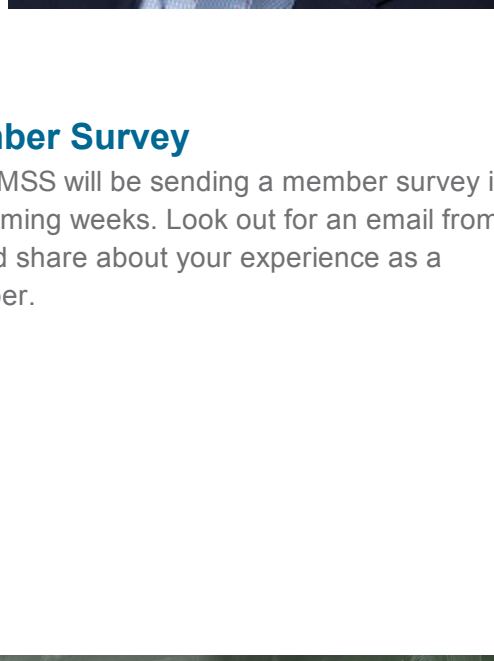 ber Survey
MSS will be sending a member survey i
ming weeks. Look out for an email from
d share about your experience as a
er.